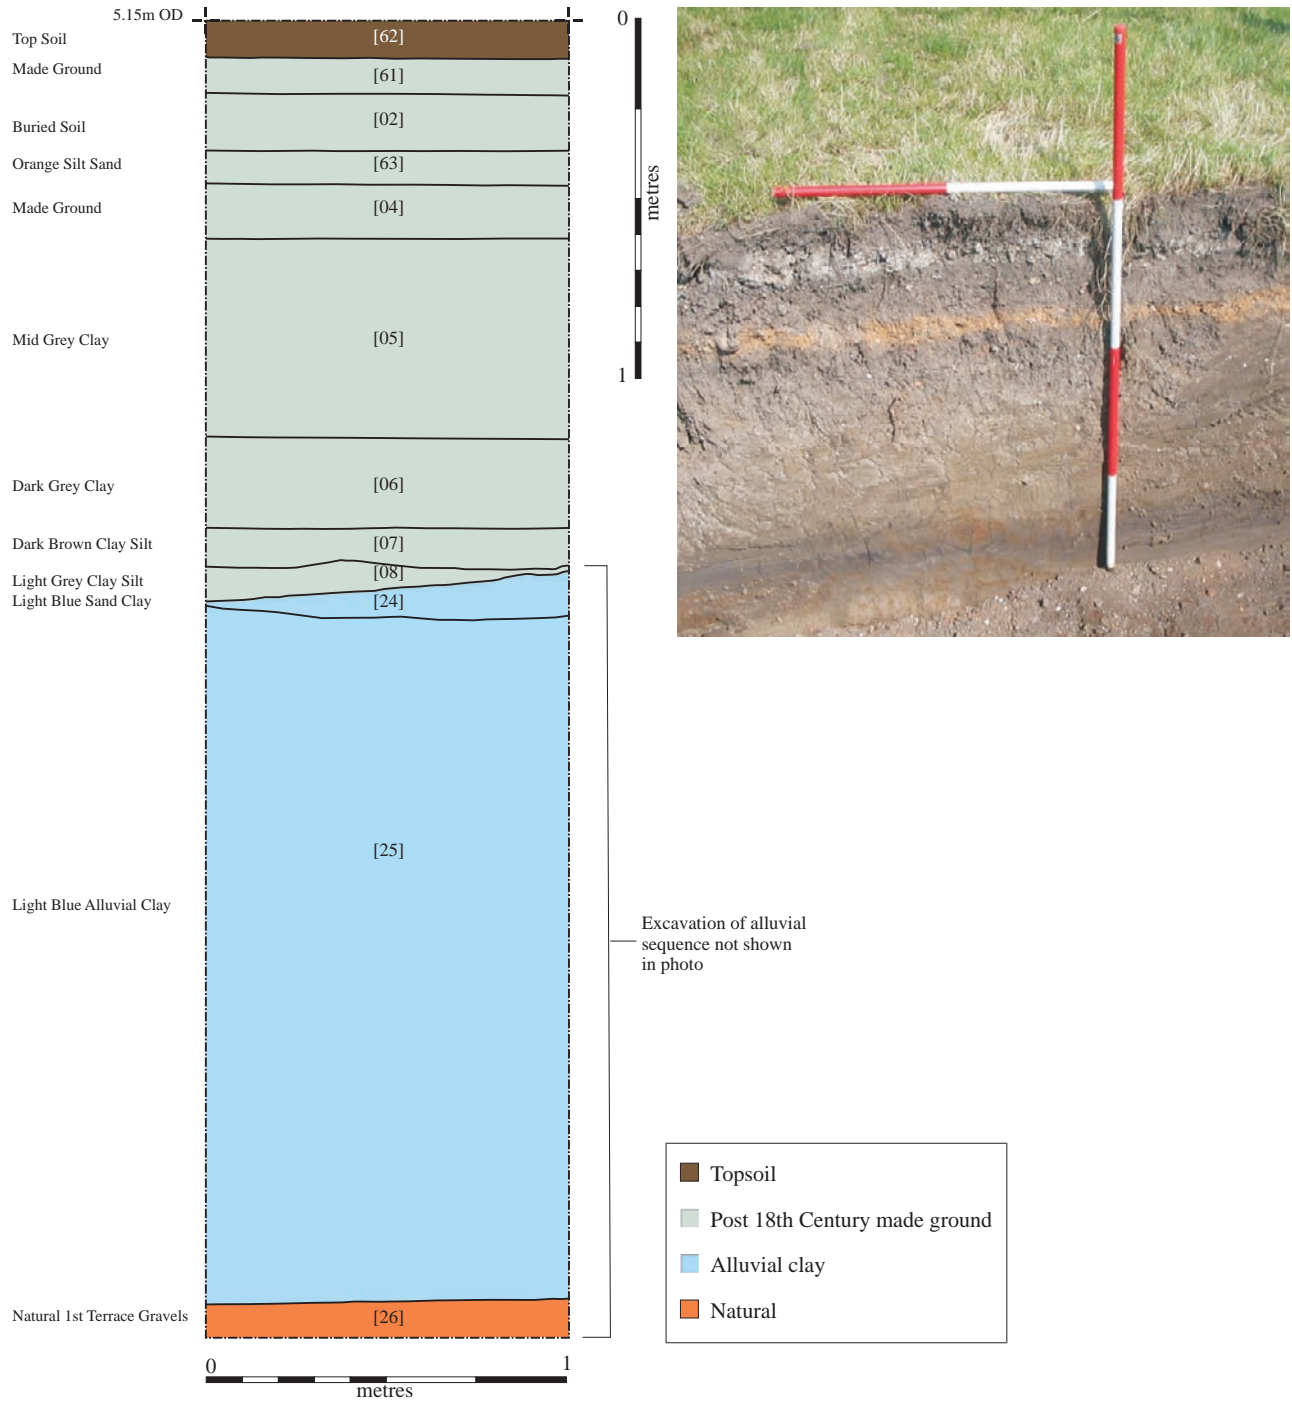 5.15m OD
Top Soil
[62]
Made Ground
[61]
Buried Soil
[02]
Orange Silt Sand
[63]
Made Ground
[04]
Mid Grey Clay
[05]
Dark Grey Clay
[06]
Dark Brown Clay Silt
[07]
Light Grey Clay Silt
[08]
Light Blue Sand Clay
[24]
[25]
Light Blue Alluvial Clay
Natural 1st Terrace Gravels
[26]
0
1
metres
0
metres
1
Excavation of alluvial
sequence not shown
in photo
Topsoil
Post 18th Century made ground
Alluvial clay
Natural